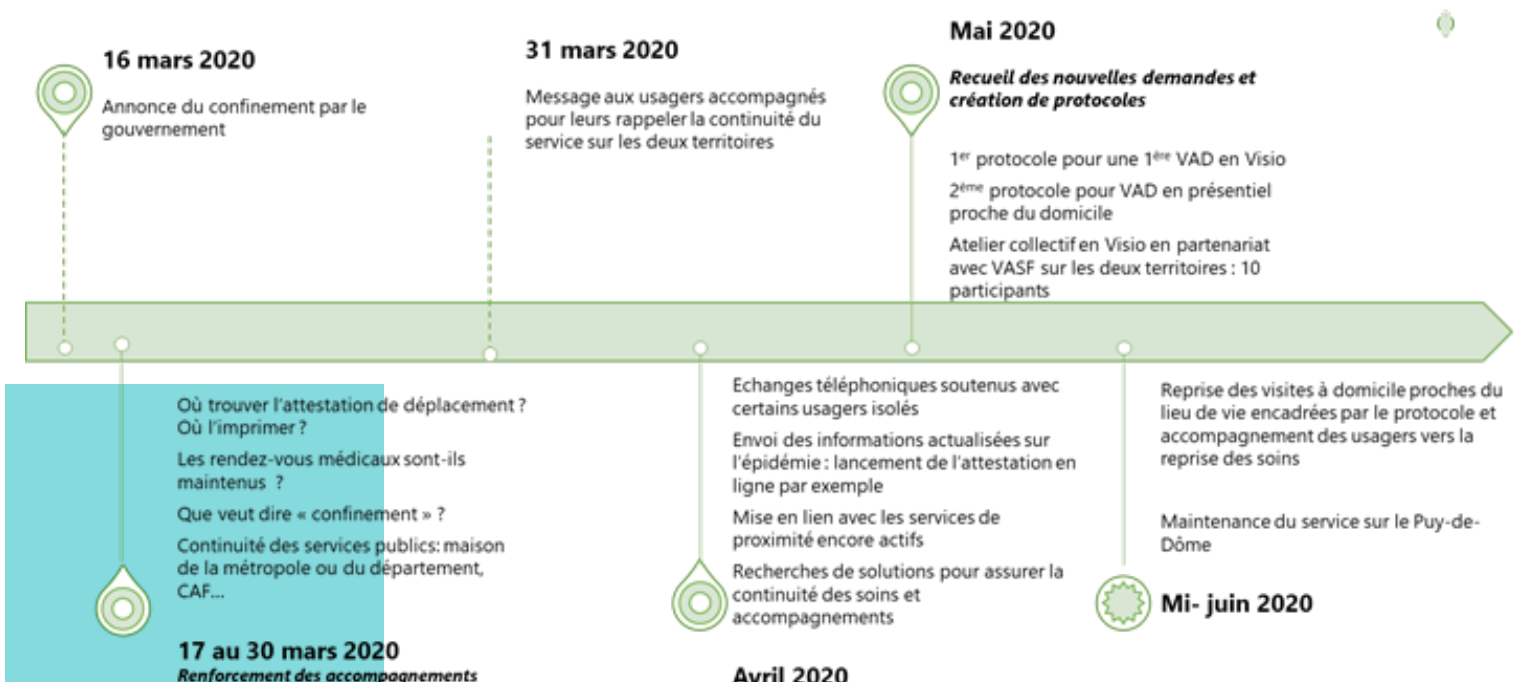 16 mars 2020
Annonce du confinement par le
gouvernement
31 mars 2020
Message aux usagers accompagnés
pour leurs rappeler la continuité du
service sur les deux territoires
Mai 2020
Recueil des nouvelles demandes et
création de protocoles
1er protocole pour une 1ère VAD en Visio
2ème protocole pour VAD en présentiel
proche du domicile
Atelier collectif en Visio en partenariat
avec VASF sur les deux territoires : 10
participants
Où trouver l'attestation de déplacement ?
Où l'imprimer ?
Les rendez-vous médicaux sont-ils
maintenus ?
Que veut dire « confinement » ?
Continuité des services publics: maison
de la métropole ou du département,
CAF...
17 au 30 mars 2020
Renforcement des accompagnements
Echanges téléphoniques soutenus avec
certains usagers isolés
Envoi des informations actualisées sur
l'épidémie : lancement de l'attestation en
ligne par exemple
Mise en lien avec les services de
proximité encore actifs
Recherches de solutions pour assurer la
continuité des soins et
accompagnements
Avril 2020
Reprise des visites à domicile proches du
lieu de vie encadrées par le protocole et
accompagnement des usagers vers la
reprise des soins
Maintenance du service sur le Puy-de-
Dôme
Mi- juin 2020